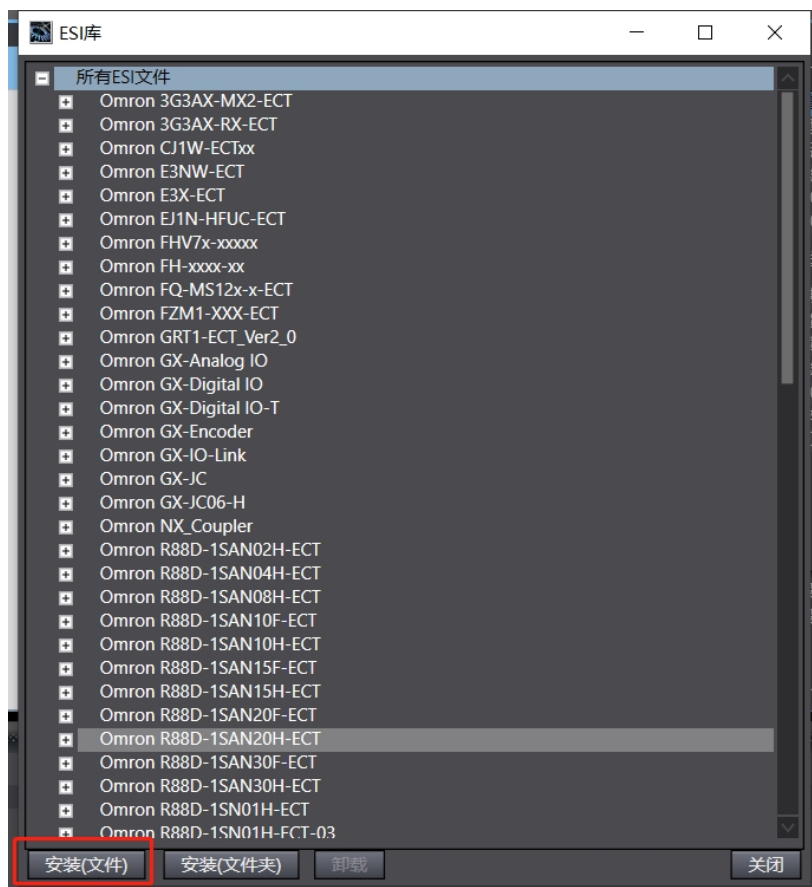 ESI库
所有ESI文件
Omron 3G3AX-MX2-ECT
Omron 3G3AX-RX-ECT
Omron CJ1W-ECTxx
Omron E3NW-ECT
Omron E3X-ECT
Omron EJ1N-HFUC-ECT
Omron FHV7x-xxxxx
Omron FH-xxxx-xx
Omron FQ-MS12x-x-ECT
Omron FZM1-XXX-ECT
Omron GRT1-ECT_Ver2_0
Omron GX-Analog IO
Omron GX-Digital IO
Omron GX-Digital IO-T
Omron GX-Encoder
Omron GX-IO-Link
Omron GX-JC
Omron GX-JC06-H
Omron NX_Coupler
Omron R88D-1SAN02H-ECT
Omron R88D-1SAN04H-ECT
Omron R88D-1SAN08H-ECT
Omron R88D-1SAN10F-ECT
Omron R88D-1SAN10H-ECT
Omron R88D-1SAN15F-ECT
Omron R88D-1SAN15H-ECT
Omron R88D-1SAN20F-ECT
Omron R88D-1SAN20H-ECT
Omron R88D-1SAN30F-ECT
Omron R88D-1SAN30H-ECT
Omron R88D-1SN01H-ECT
Omron R88D-1SN01H-ECT-03
安装(文件) 安装(文件夹) 卸载 关闭